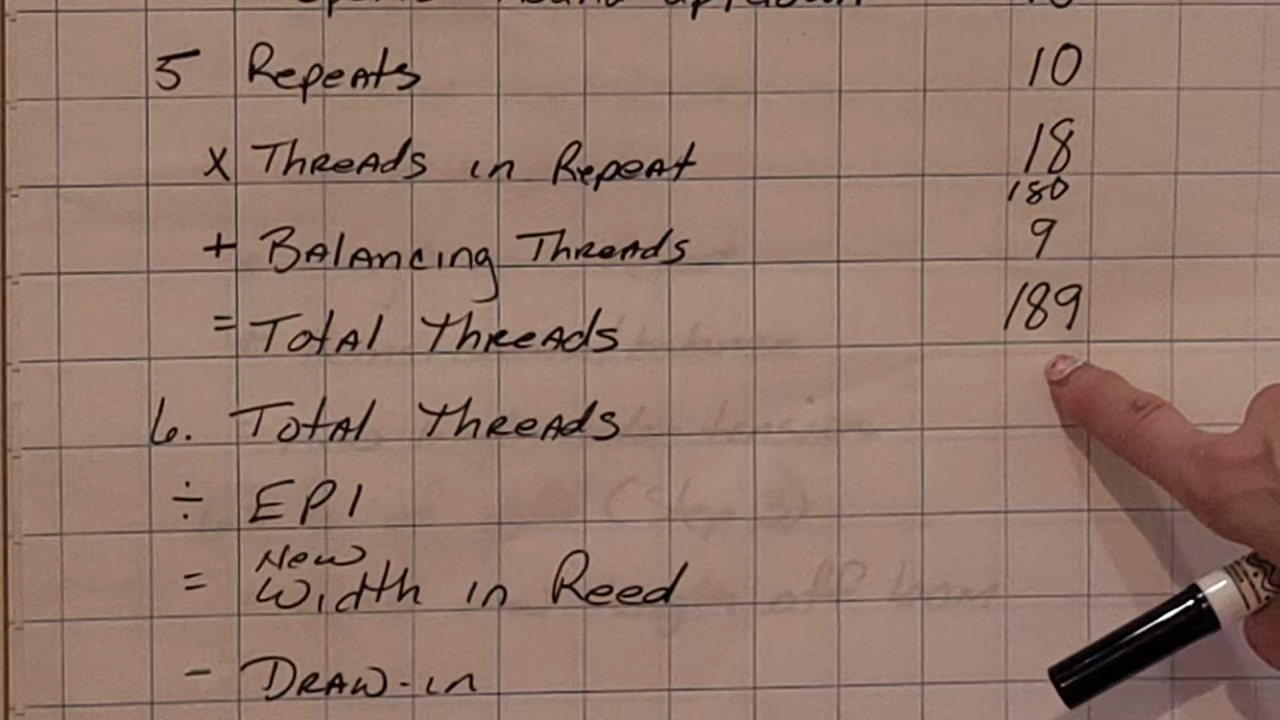 5 Repeats 10
x Threads in Repeat 18
180
+ Balancing Threads 9
= Total Threads 189
6. Total Threads
÷ EPI
New
= Width in Reed
- Draw-in